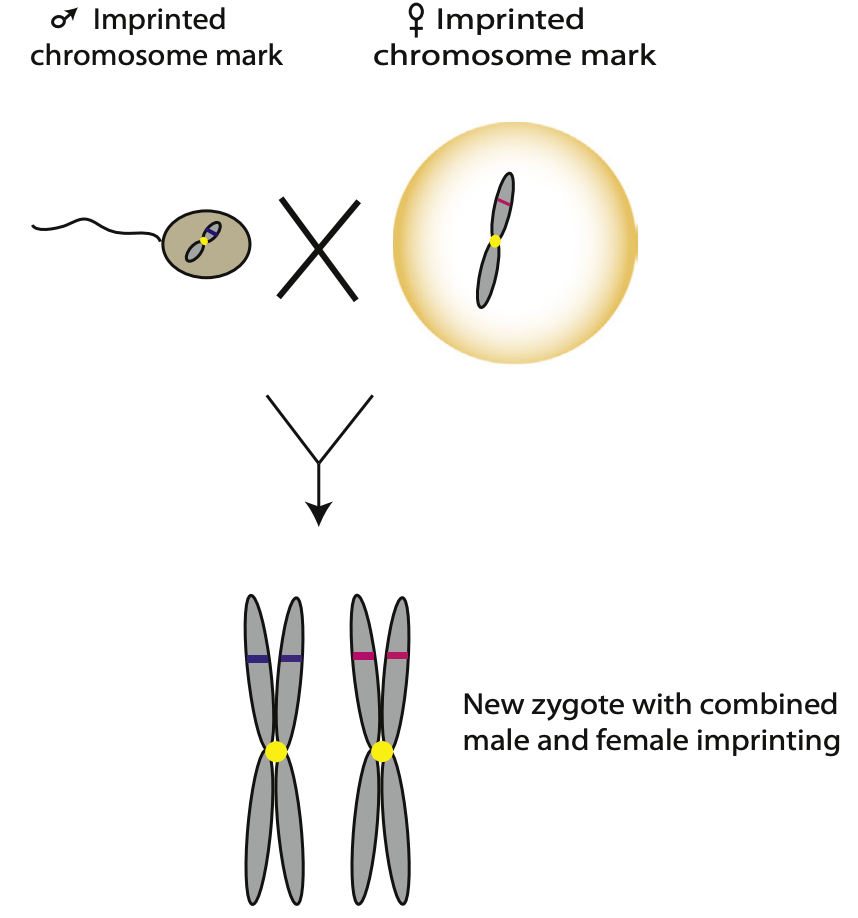 ♂ Imprinted
chromosome mark
♀ Imprinted
chromosome mark
New zygote with combined
male and female imprinting